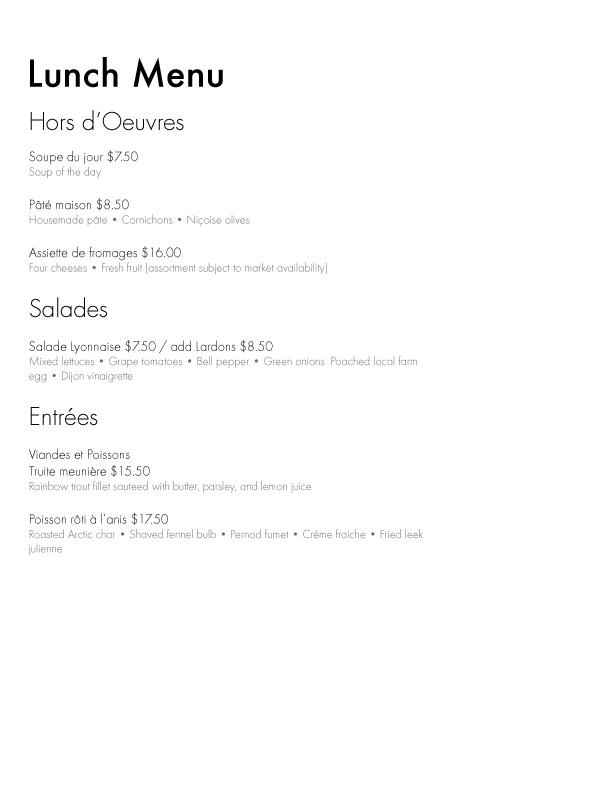 Lunch Menu
Hors d'Oeuvres
Soupe du jour $7.50
Soup of the day
Pâté maison $8.50
Housemade pâte • Cornichons • Niçoise olives
Assiette de fromages $16.00
Four cheeses • Fresh fruit (assortment subject to market availability)
Salades
Salade Lyonnaise $7.50 / add Lardons $8.50
Mixed lettuces • Grape tomatoes • Bell pepper • Green onions  Poached local farm
egg • Dijon vinaigrette
Entrées
Viandes et Poissons
Truite meunière $15.50
Rainbow trout fillet sauteed with butter, parsley, and lemon juice
Poisson rôti à l'anis $17.50
Roasted Arctic char • Shaved fennel bulb • Pernod fumet • Créme fraiche • Fried leek
julienne